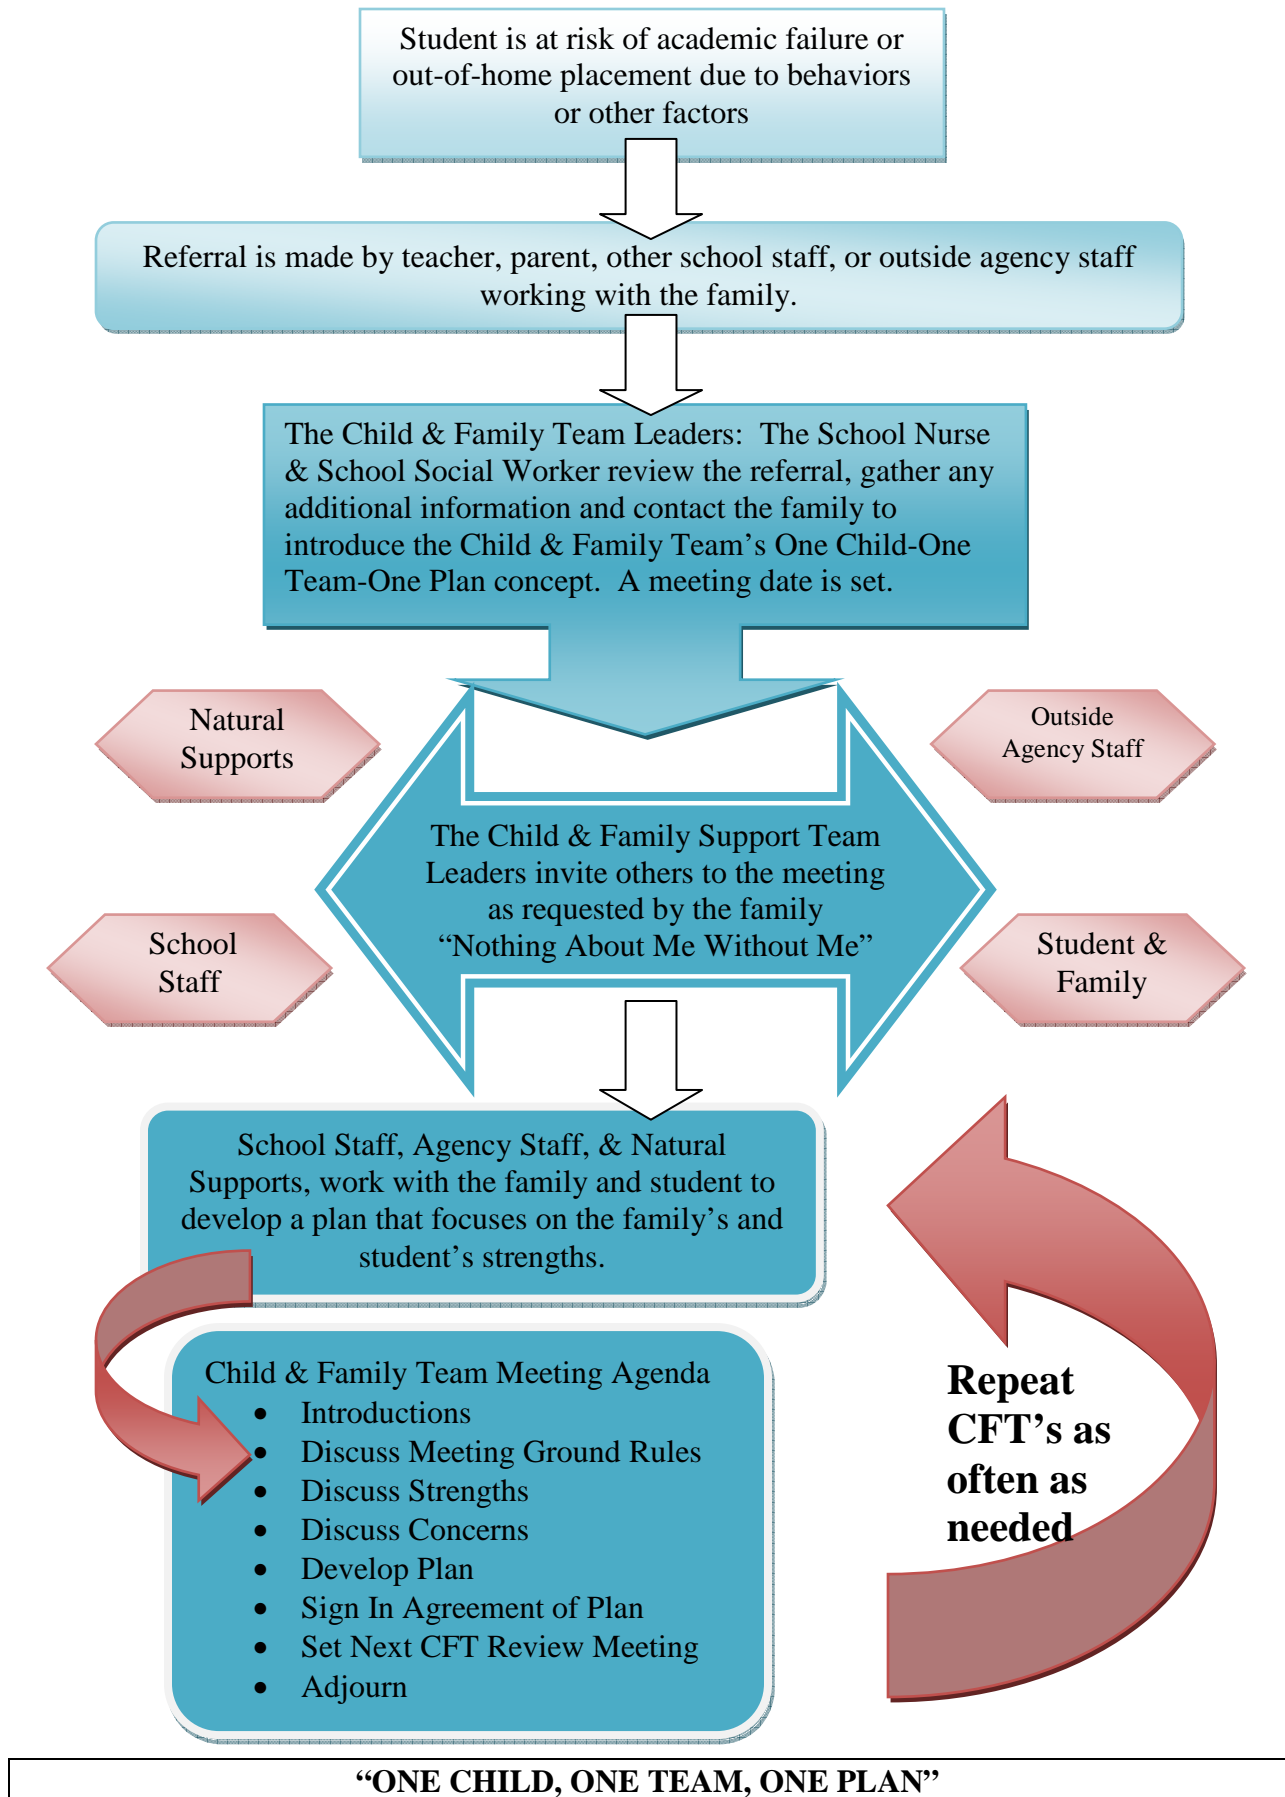 Student is at risk of academic failure or
out-of-home placement due to behaviors
or other factors
Referral is made by teacher, parent, other school staff, or outside agency staff
working with the family.
The Child & Family Team Leaders:  The School Nurse
& School Social Worker review the referral, gather any
additional information and contact the family to
introduce the Child & Family Team’s One Child-One
Team-One Plan concept.  A meeting date is set.
Natural
Supports
Outside
Agency Staff
The Child & Family Support Team
Leaders invite others to the meeting
as requested by the family
“Nothing About Me Without Me”
School
Staff
Student &
Family
School Staff, Agency Staff, & Natural
Supports, work with the family and student to
develop a plan that focuses on the family’s and
student’s strengths.
Child & Family Team Meeting Agenda
• Introductions
• Discuss Meeting Ground Rules
• Discuss Strengths
• Discuss Concerns
• Develop Plan
• Sign In Agreement of Plan
• Set Next CFT Review Meeting
• Adjourn
Repeat
CFT’s as
often as
needed
“ONE CHILD, ONE TEAM, ONE PLAN”